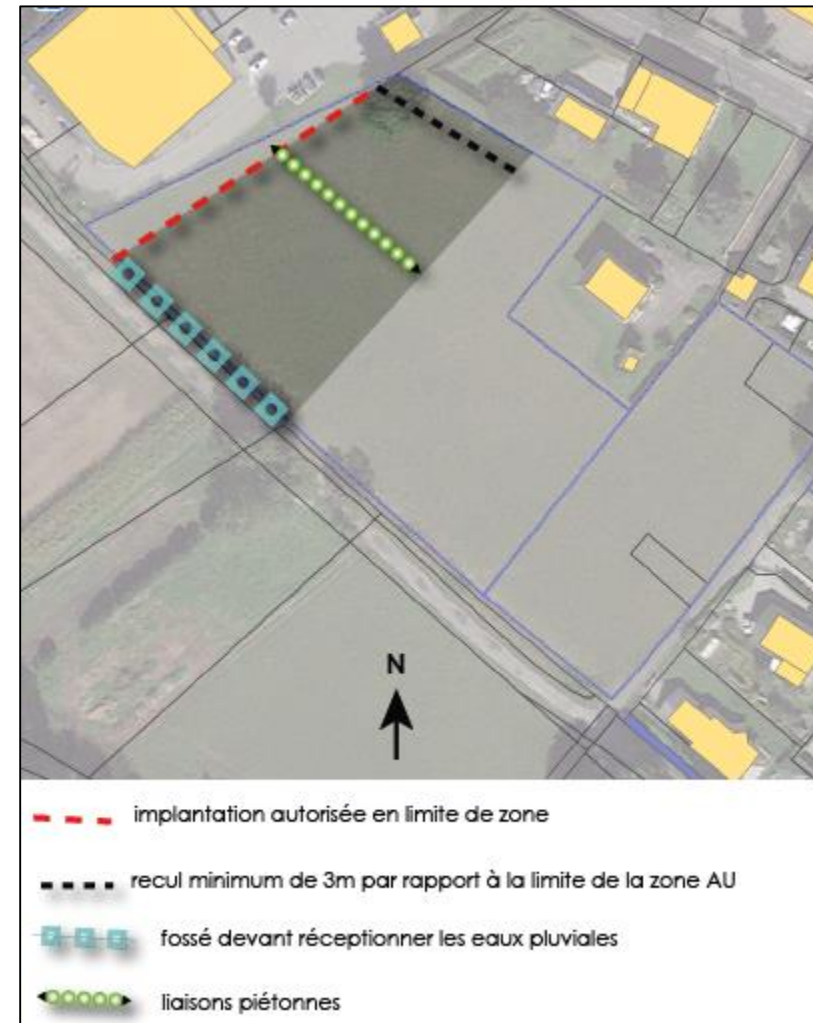 N
implantation autorisée en limite de zone
recul minimum de 3m par rapport à la limite de la zone AU
fossé devant réceptionner les eaux pluviales
liaisons piétonnes